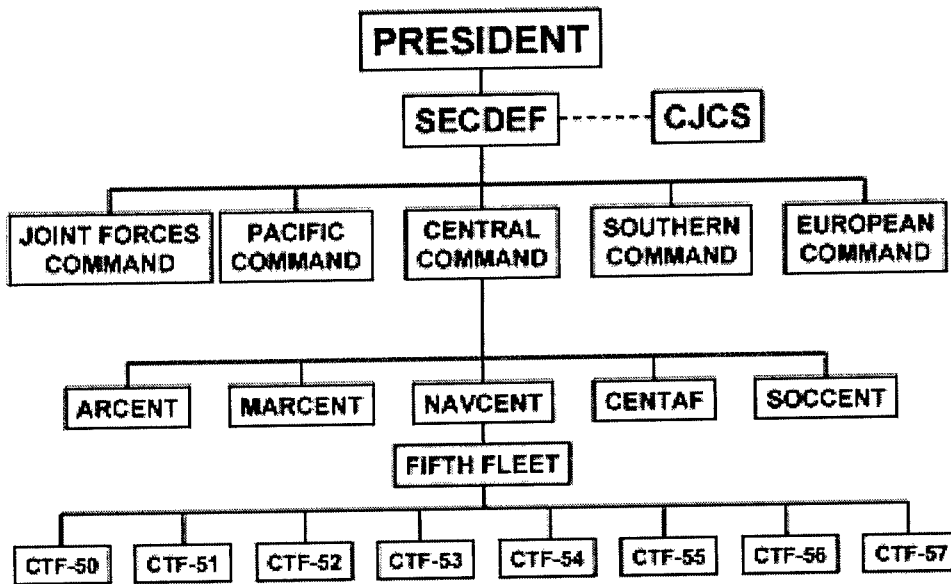 PRESIDENT
SECDEF
CJCS
JOINT FORCES
COMMAND
PACIFIC
COMMAND
CENTRAL
COMMAND
SOUTHERN
COMMAND
EUROPEAN
COMMAND
ARCENT
MARCENT
NAVCENT
CENTAF
SOCCENT
FIFTH FLEET
CTF-50
CTF-51
CTF-52
CTF-53
CTF-54
CTF-55
CTF-56
CTF-57